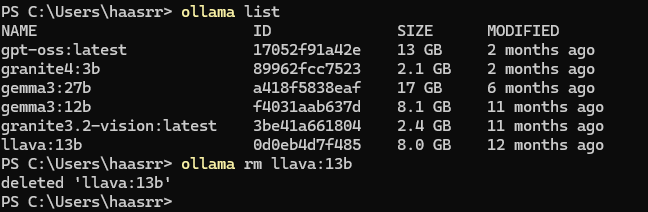 PS C:\Users\haasrr> ollama list
NAME ID SIZE MODIFIED
gpt-oss:latest 17052f91a42e 13 GB 2 months ago
granite4:3b 89962fcc7523 2.1 GB 2 months ago
gemma3:27b a418f5838eaf 17 GB 6 months ago
gemma3:12b f4031aab637d 8.1 GB 11 months ago
granite3.2-vision:latest 3be41a661804 2.4 GB 11 months ago
llava:13b 0d0eb4d7f485 8.0 GB 12 months ago
PS C:\Users\haasrr> ollama rm llava:13b
deleted 'llava:13b'
PS C:\Users\haasrr>